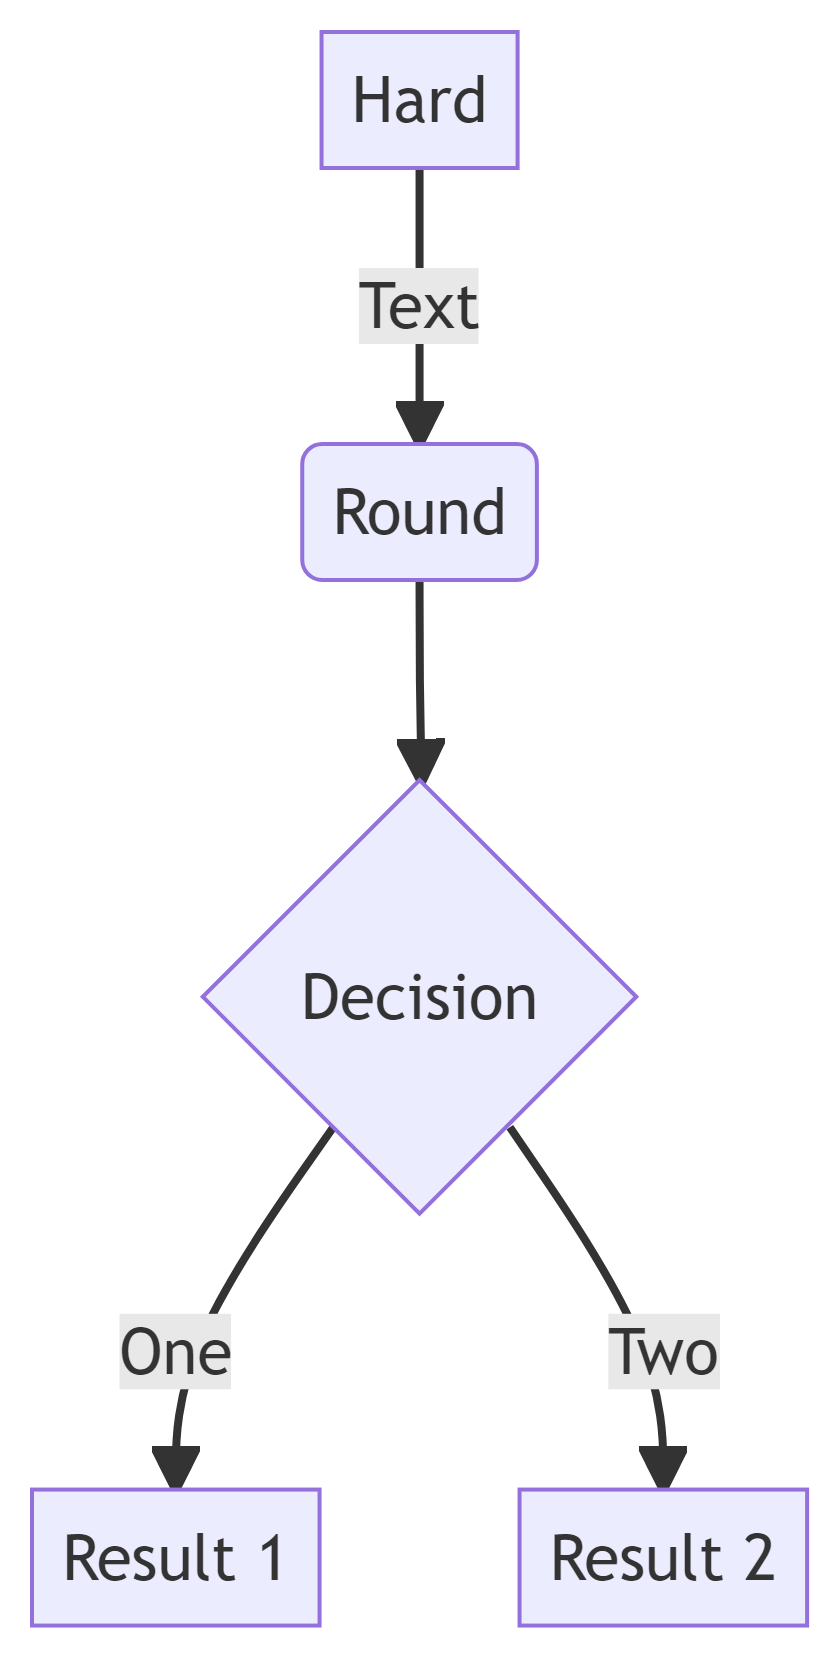 Hard
Text
Round
Decision
One
Two
Result 1
Result 2